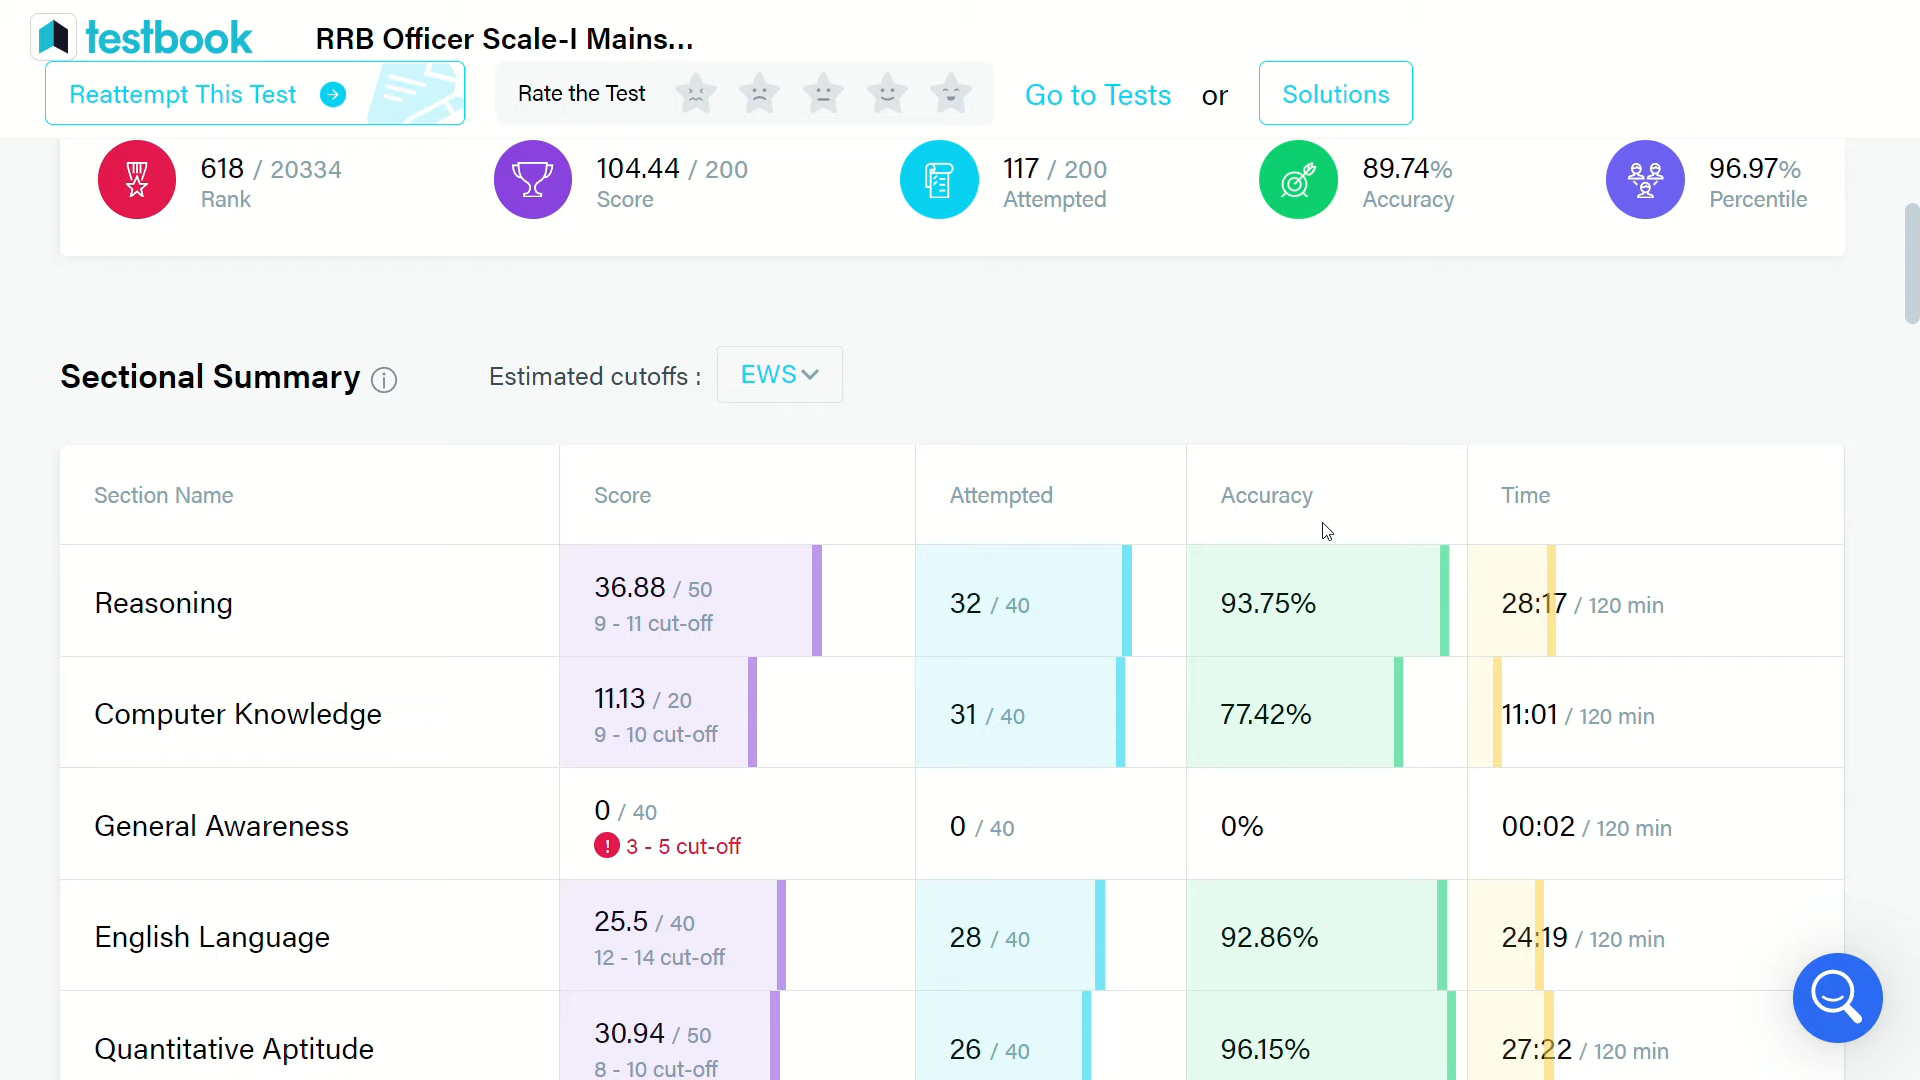 testbook
RRB Officer Scale-I Mains...
Reattempt This Test
Rate the Test
Go to Tests or Solutions
618 / 20334
Rank
104.44 / 200
Score
117 / 200
Attempted
89.74%
Accuracy
96.97%
Percentile
Sectional Summary
Estimated cutoffs : EWS
Section Name Score Attempted Accuracy Time
Reasoning 36.88 / 50 32 / 40 93.75% 28:17 / 120 min
9 - 11 cut-off
Computer Knowledge 11.13 / 20 31 / 40 77.42% 11:01 / 120 min
9 - 10 cut-off
General Awareness 0 / 40 0 / 40 0% 00:02 / 120 min
! 3 - 5 cut-off
English Language 25.5 / 40 28 / 40 92.86% 24:19 / 120 min
12 - 14 cut-off
Quantitative Aptitude 30.94 / 50 26 / 40 96.15% 27:22 / 120 min
8 - 10 cut-off